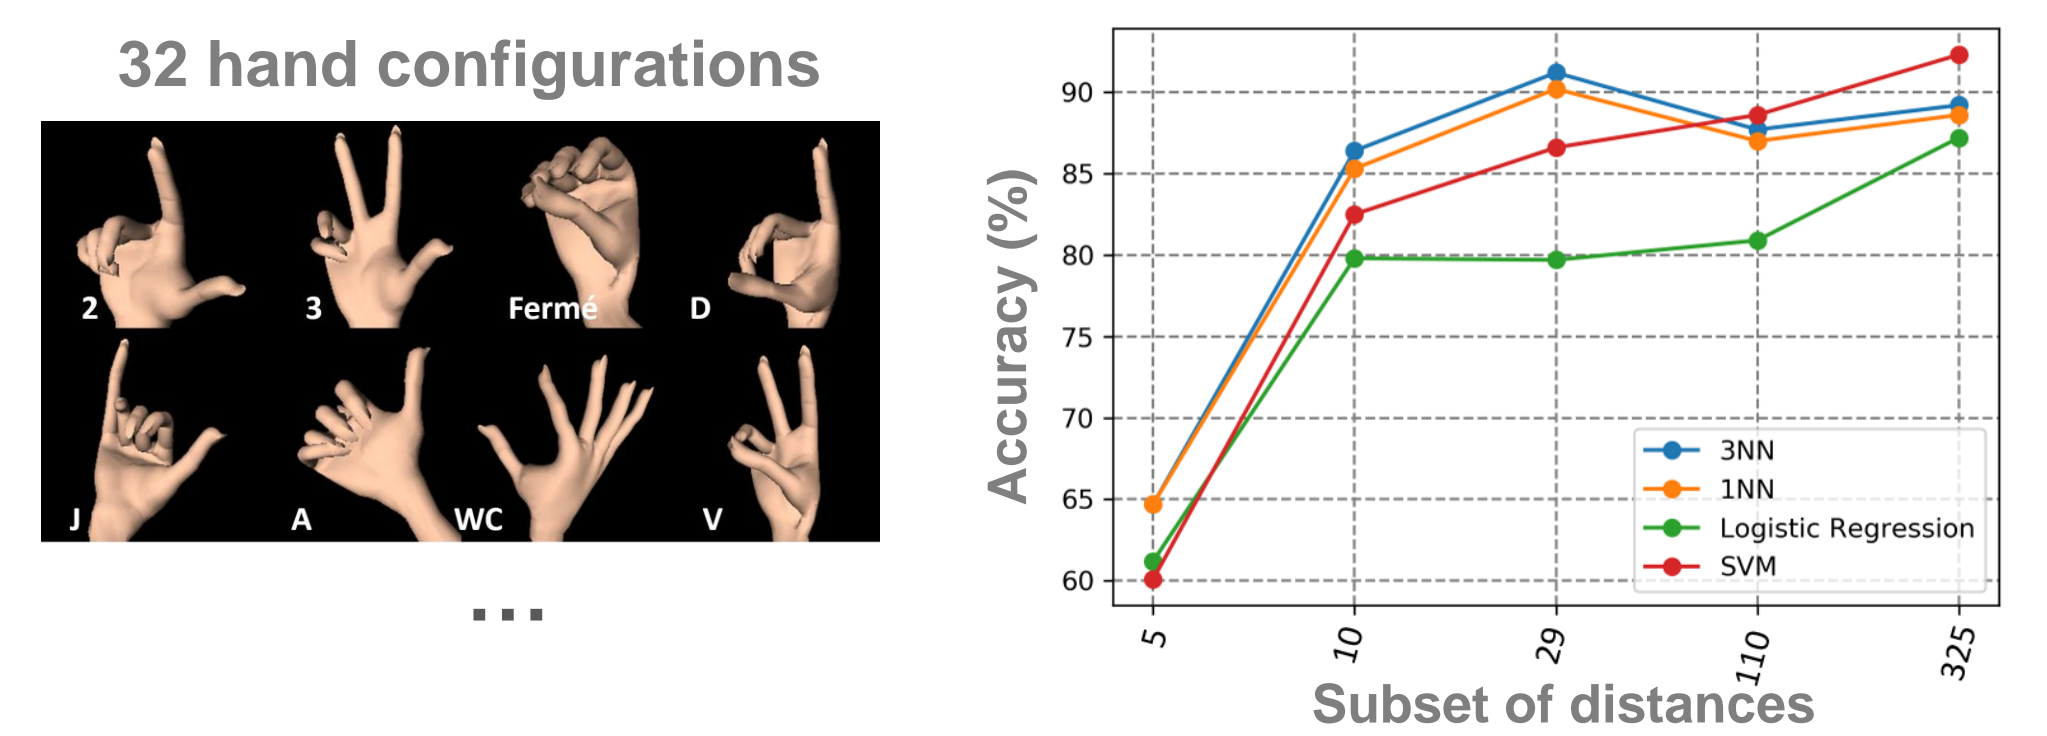 32 hand configurations
2
3
Fermé
D
J
A
WC
V
...
Accuracy (%)
90
85
80
75
70
65
60
3NN
1NN
Logistic Regression
SVM
5
10
29
110
325
Subset of distances